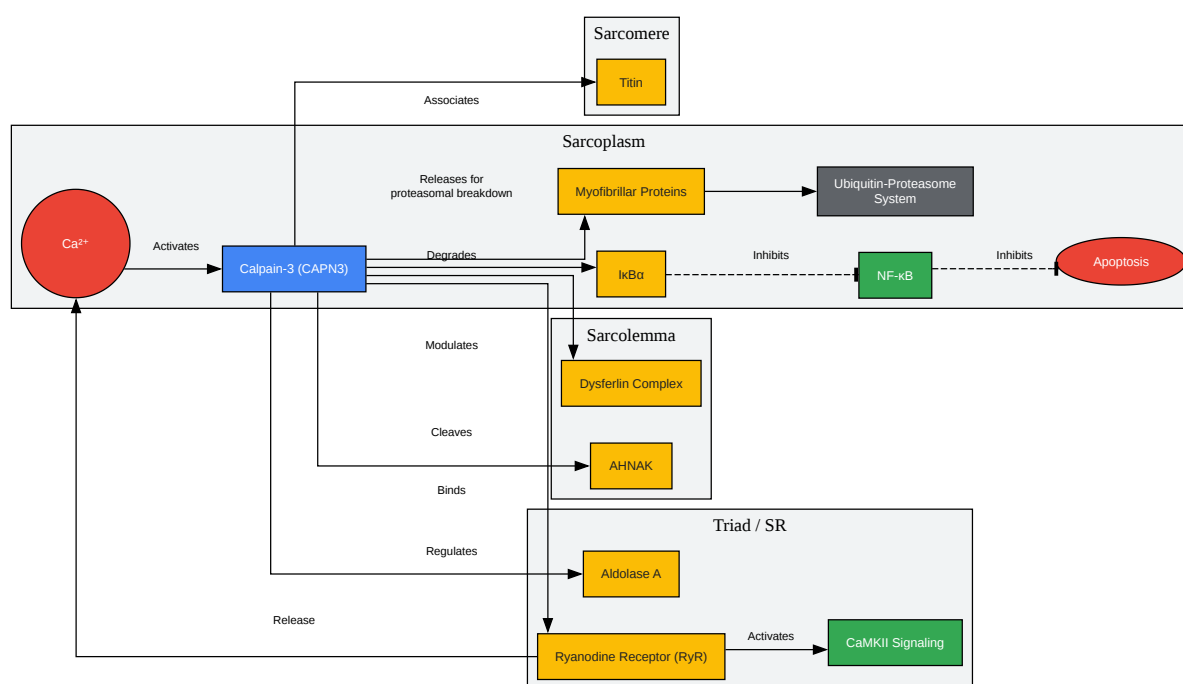 Sarcomere
Titin
Associates
Sarcoplasm
Releases for
proteasomal breakdown
Myofibrillar Proteins
Ubiquitin-Proteasome
System
Ca²⁺
Activates
Calpain-3 (CAPN3)
Degrades
IκBα
Inhibits
NF-κB
Inhibits
Apoptosis
Sarcolemma
Modulates
Dysferlin Complex
Cleaves
AHNAK
Binds
Triad / SR
Regulates
Aldolase A
Release
Ryanodine Receptor (RyR)
Activates
CaMKII Signaling